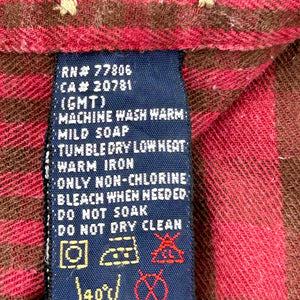 RN# 77806
CA# 20781
(GMT)
MACHINE WASH WARM
MILD SOAP
TUMBLE DRY LOW HEAT
WARM IRON
ONLY NON-CHLORINE
BLEACH WHEN NEEDED
DO NOT SOAK
DO NOT DRY CLEAN
CL
40°C